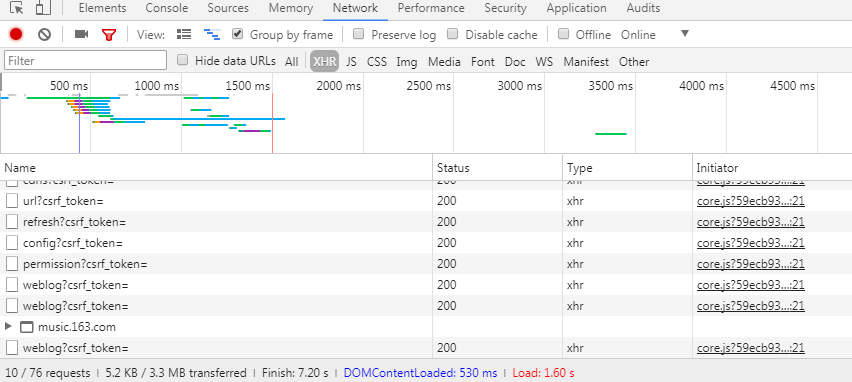 Elements Console Sources Memory Network Performance Security Application Audits
View: Group by frame Preserve log Disable cache Offline Online
Filter Hide data URLs All XHR JS CSS Img Media Font Doc WS Manifest Other
500 ms 1000 ms 1500 ms 2000 ms 2500 ms 3000 ms 3500 ms 4000 ms 4500 ms
Name Status Type Initiator
cdns?csrf_token= 200 xhr core.js?59ecb93…:21
url?csrf_token= 200 xhr core.js?59ecb93…:21
refresh?csrf_token= 200 xhr core.js?59ecb93…:21
config?csrf_token= 200 xhr core.js?59ecb93…:21
permission?csrf_token= 200 xhr core.js?59ecb93…:21
weblog?csrf_token= 200 xhr core.js?59ecb93…:21
weblog?csrf_token= 200 xhr core.js?59ecb93…:21
music.163.com
weblog?csrf_token= 200 xhr core.js?59ecb93…:21
10 / 76 requests | 5.2 KB / 3.3 MB transferred | Finish: 7.20 s | DOMContentLoaded: 530 ms | Load: 1.60 s